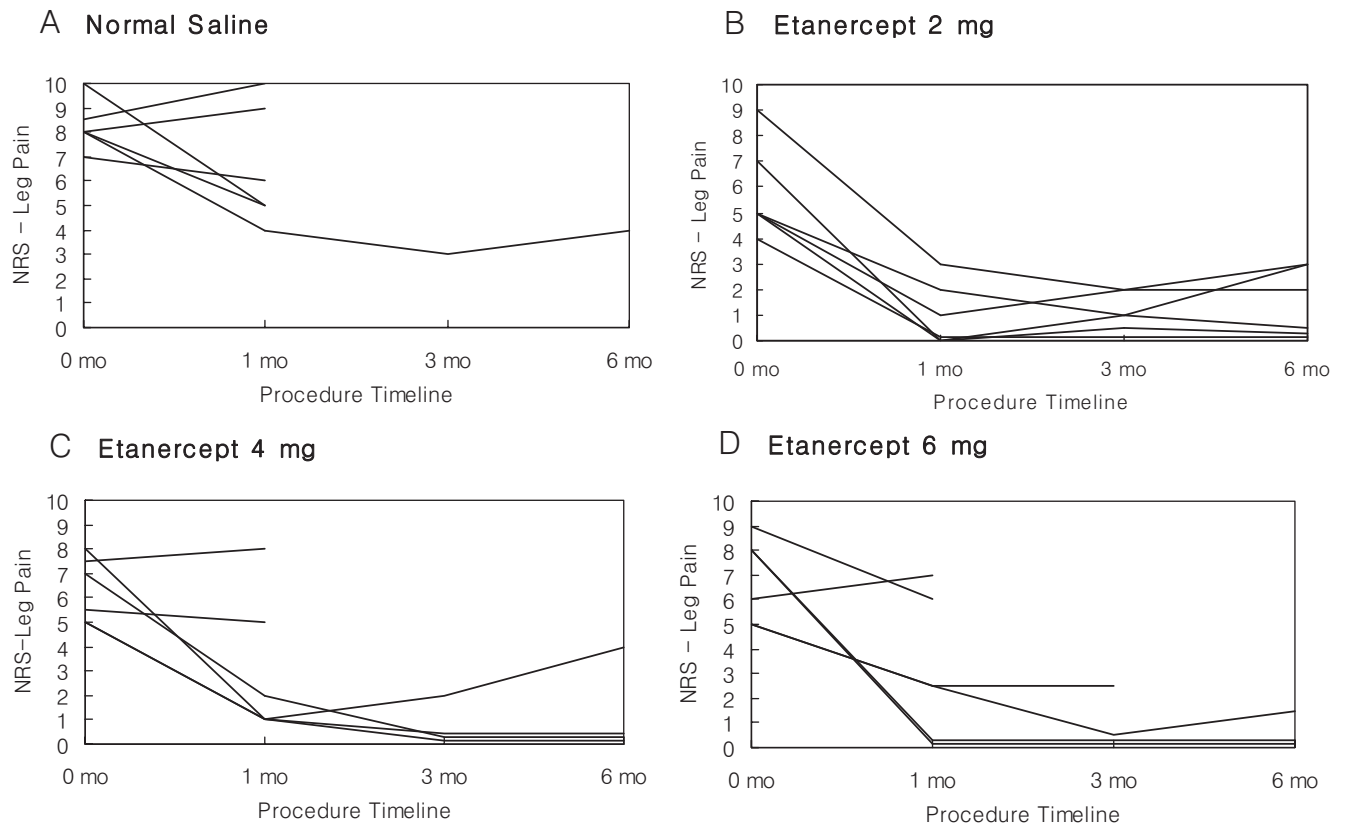 A Normal Saline
10
9
8
7
6
5
4
3
2
1
0
NRS – Leg Pain
0 mo 1 mo 3 mo 6 mo
Procedure Timeline
B Etanercept 2 mg
10
9
8
7
6
5
4
3
2
1
0
NRS – Leg Pain
0 mo 1 mo 3 mo 6 mo
Procedure Timeline
C Etanercept 4 mg
10
9
8
7
6
5
4
3
2
1
0
NRS–Leg Pain
0 mo 1 mo 3 mo 6 mo
Procedure Timeline
D Etanercept 6 mg
10
9
8
7
6
5
4
3
2
1
0
NRS – Leg Pain
0 mo 1 mo 3 mo 6 mo
Procedure Timeline